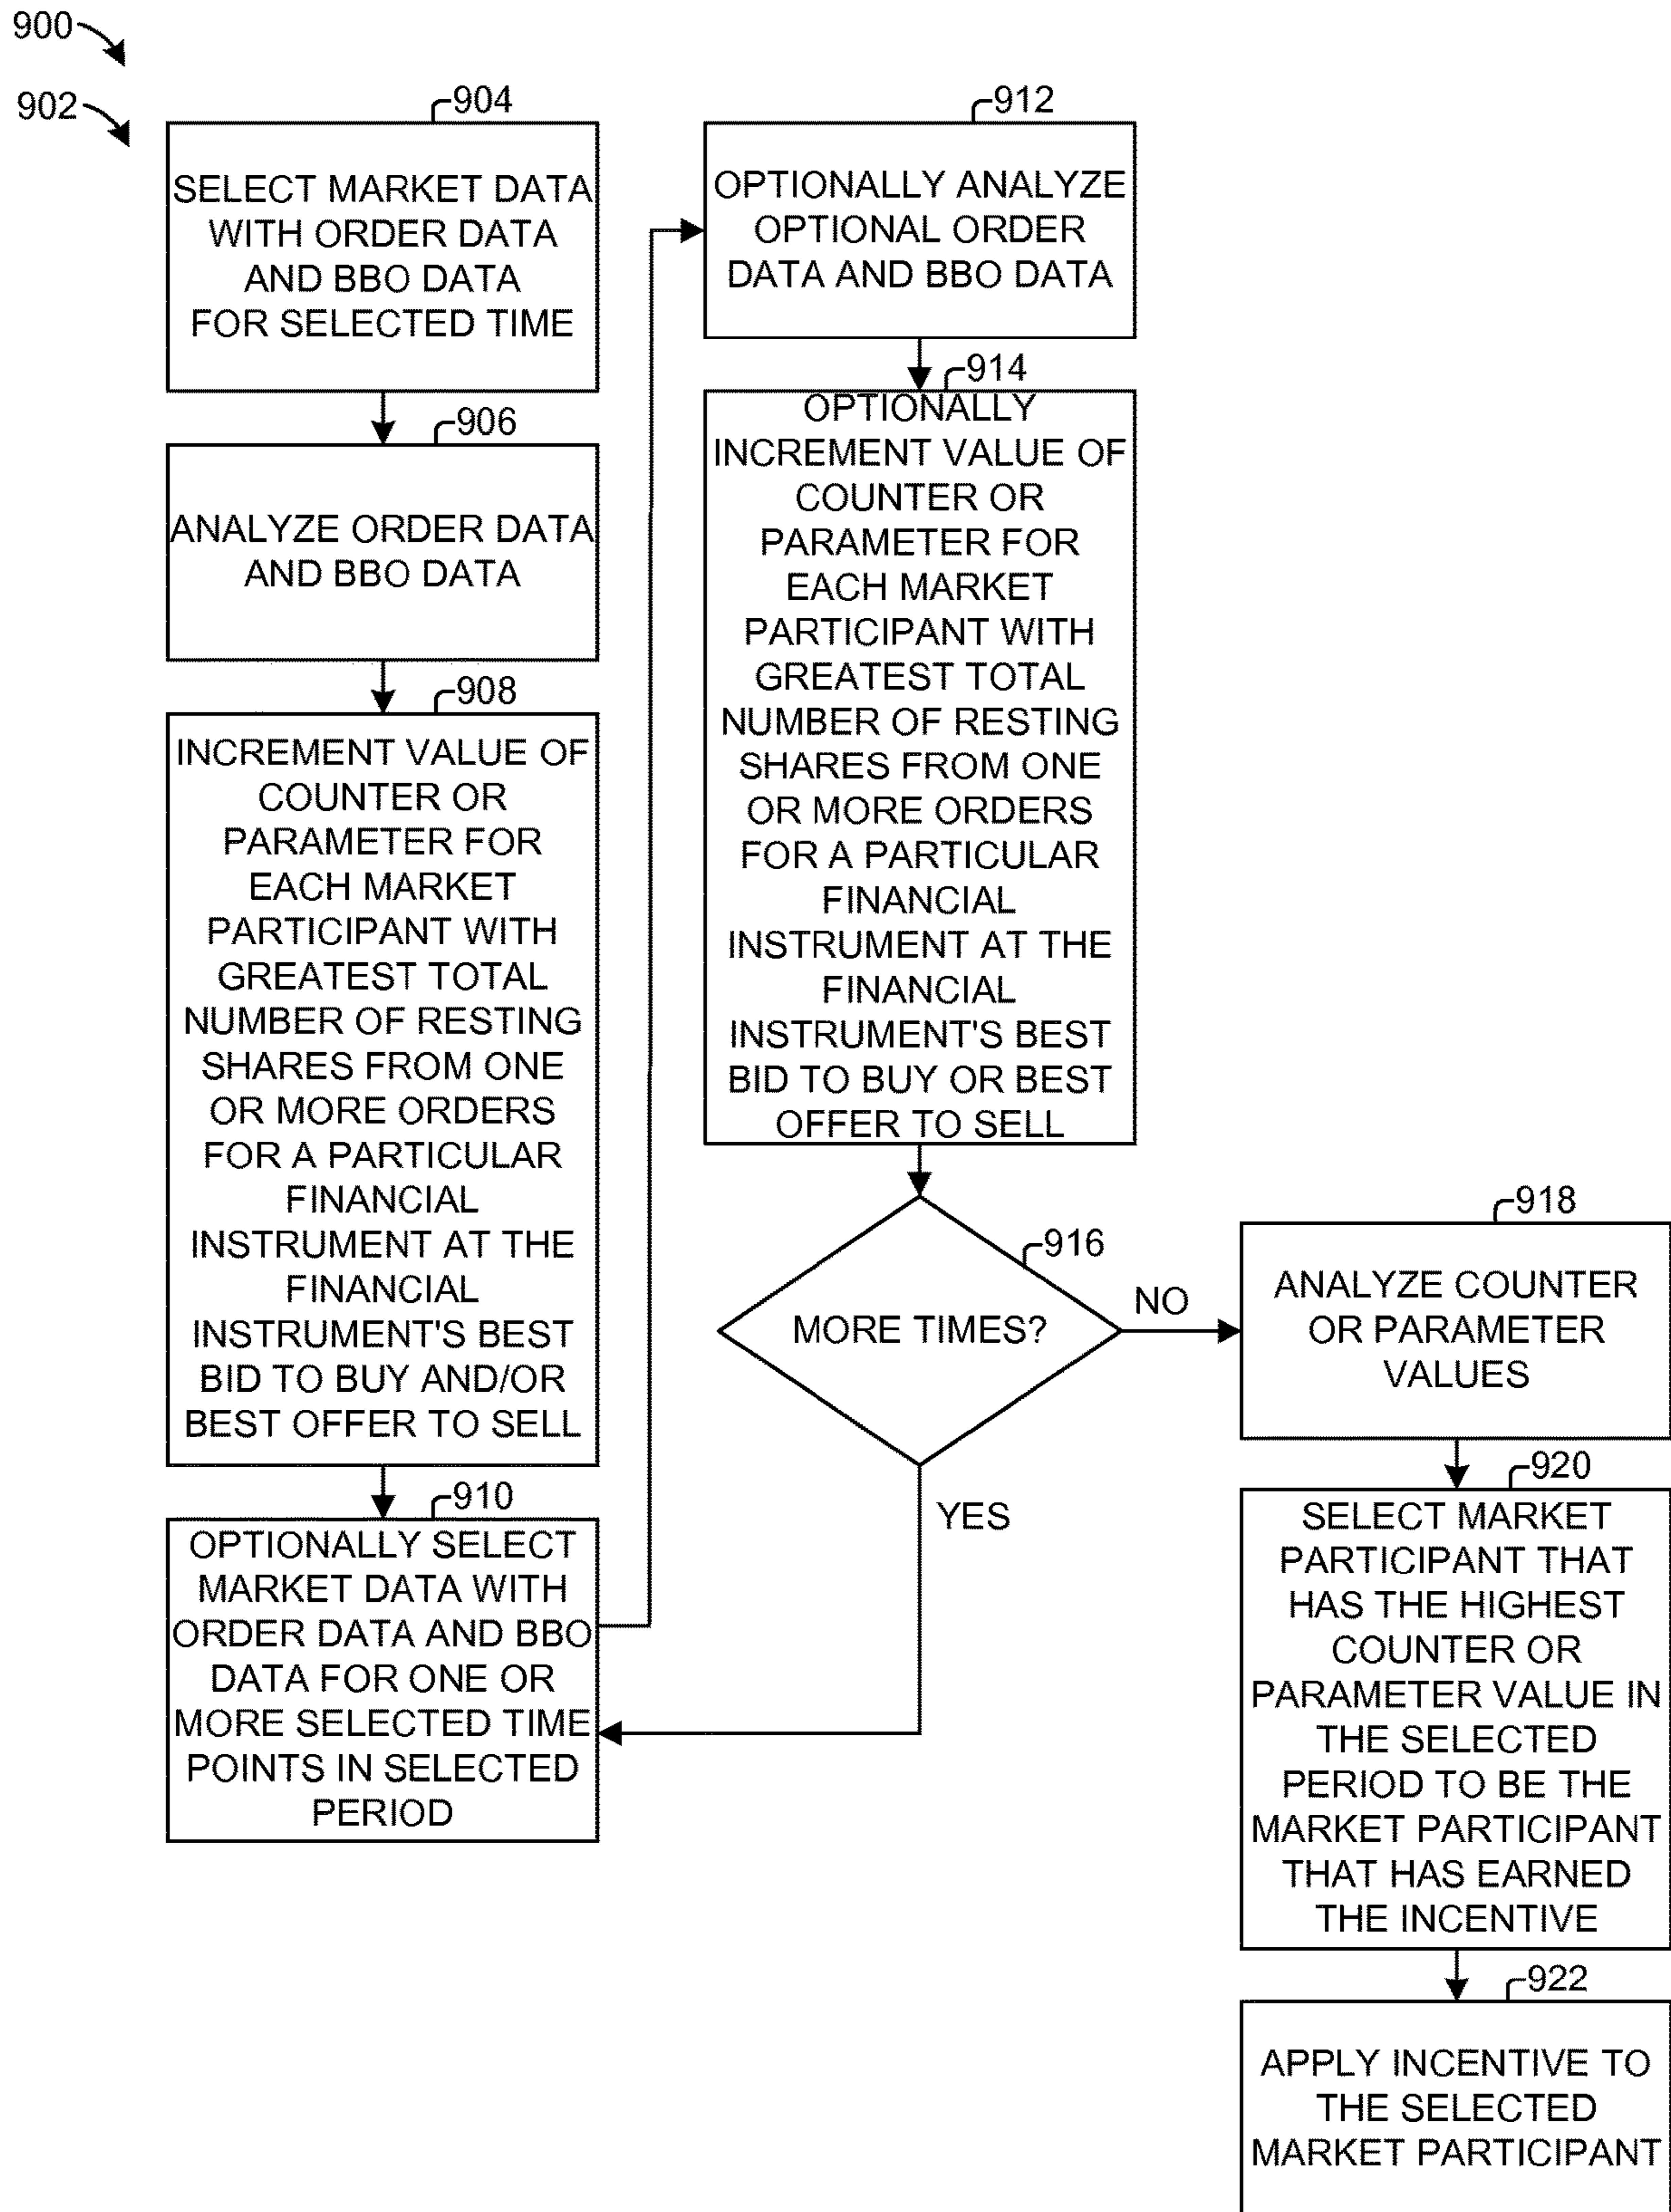 900
902
904
SELECT MARKET DATA
WITH ORDER DATA
AND BBO DATA
FOR SELECTED TIME
906
ANALYZE ORDER DATA
AND BBO DATA
908
INCREMENT VALUE OF
COUNTER OR
PARAMETER FOR
EACH MARKET
PARTICIPANT WITH
GREATEST TOTAL
NUMBER OF RESTING
SHARES FROM ONE
OR MORE ORDERS
FOR A PARTICULAR
FINANCIAL
INSTRUMENT AT THE
FINANCIAL
INSTRUMENT'S BEST
BID TO BUY AND/OR
BEST OFFER TO SELL
910
OPTIONALLY SELECT
MARKET DATA WITH
ORDER DATA AND BBO
DATA FOR ONE OR
MORE SELECTED TIME
POINTS IN SELECTED
PERIOD
912
OPTIONALLY ANALYZE
OPTIONAL ORDER
DATA AND BBO DATA
914
OPTIONALLY
INCREMENT VALUE OF
COUNTER OR
PARAMETER FOR
EACH MARKET
PARTICIPANT WITH
GREATEST TOTAL
NUMBER OF RESTING
SHARES FROM ONE
OR MORE ORDERS
FOR A PARTICULAR
FINANCIAL
INSTRUMENT AT THE
FINANCIAL
INSTRUMENT'S BEST
BID TO BUY OR BEST
OFFER TO SELL
916
MORE TIMES?
NO
YES
918
ANALYZE COUNTER
OR PARAMETER
VALUES
920
SELECT MARKET
PARTICIPANT THAT
HAS THE HIGHEST
COUNTER OR
PARAMETER VALUE IN
THE SELECTED
PERIOD TO BE THE
MARKET PARTICIPANT
THAT HAS EARNED
THE INCENTIVE
922
APPLY INCENTIVE TO
THE SELECTED
MARKET PARTICIPANT